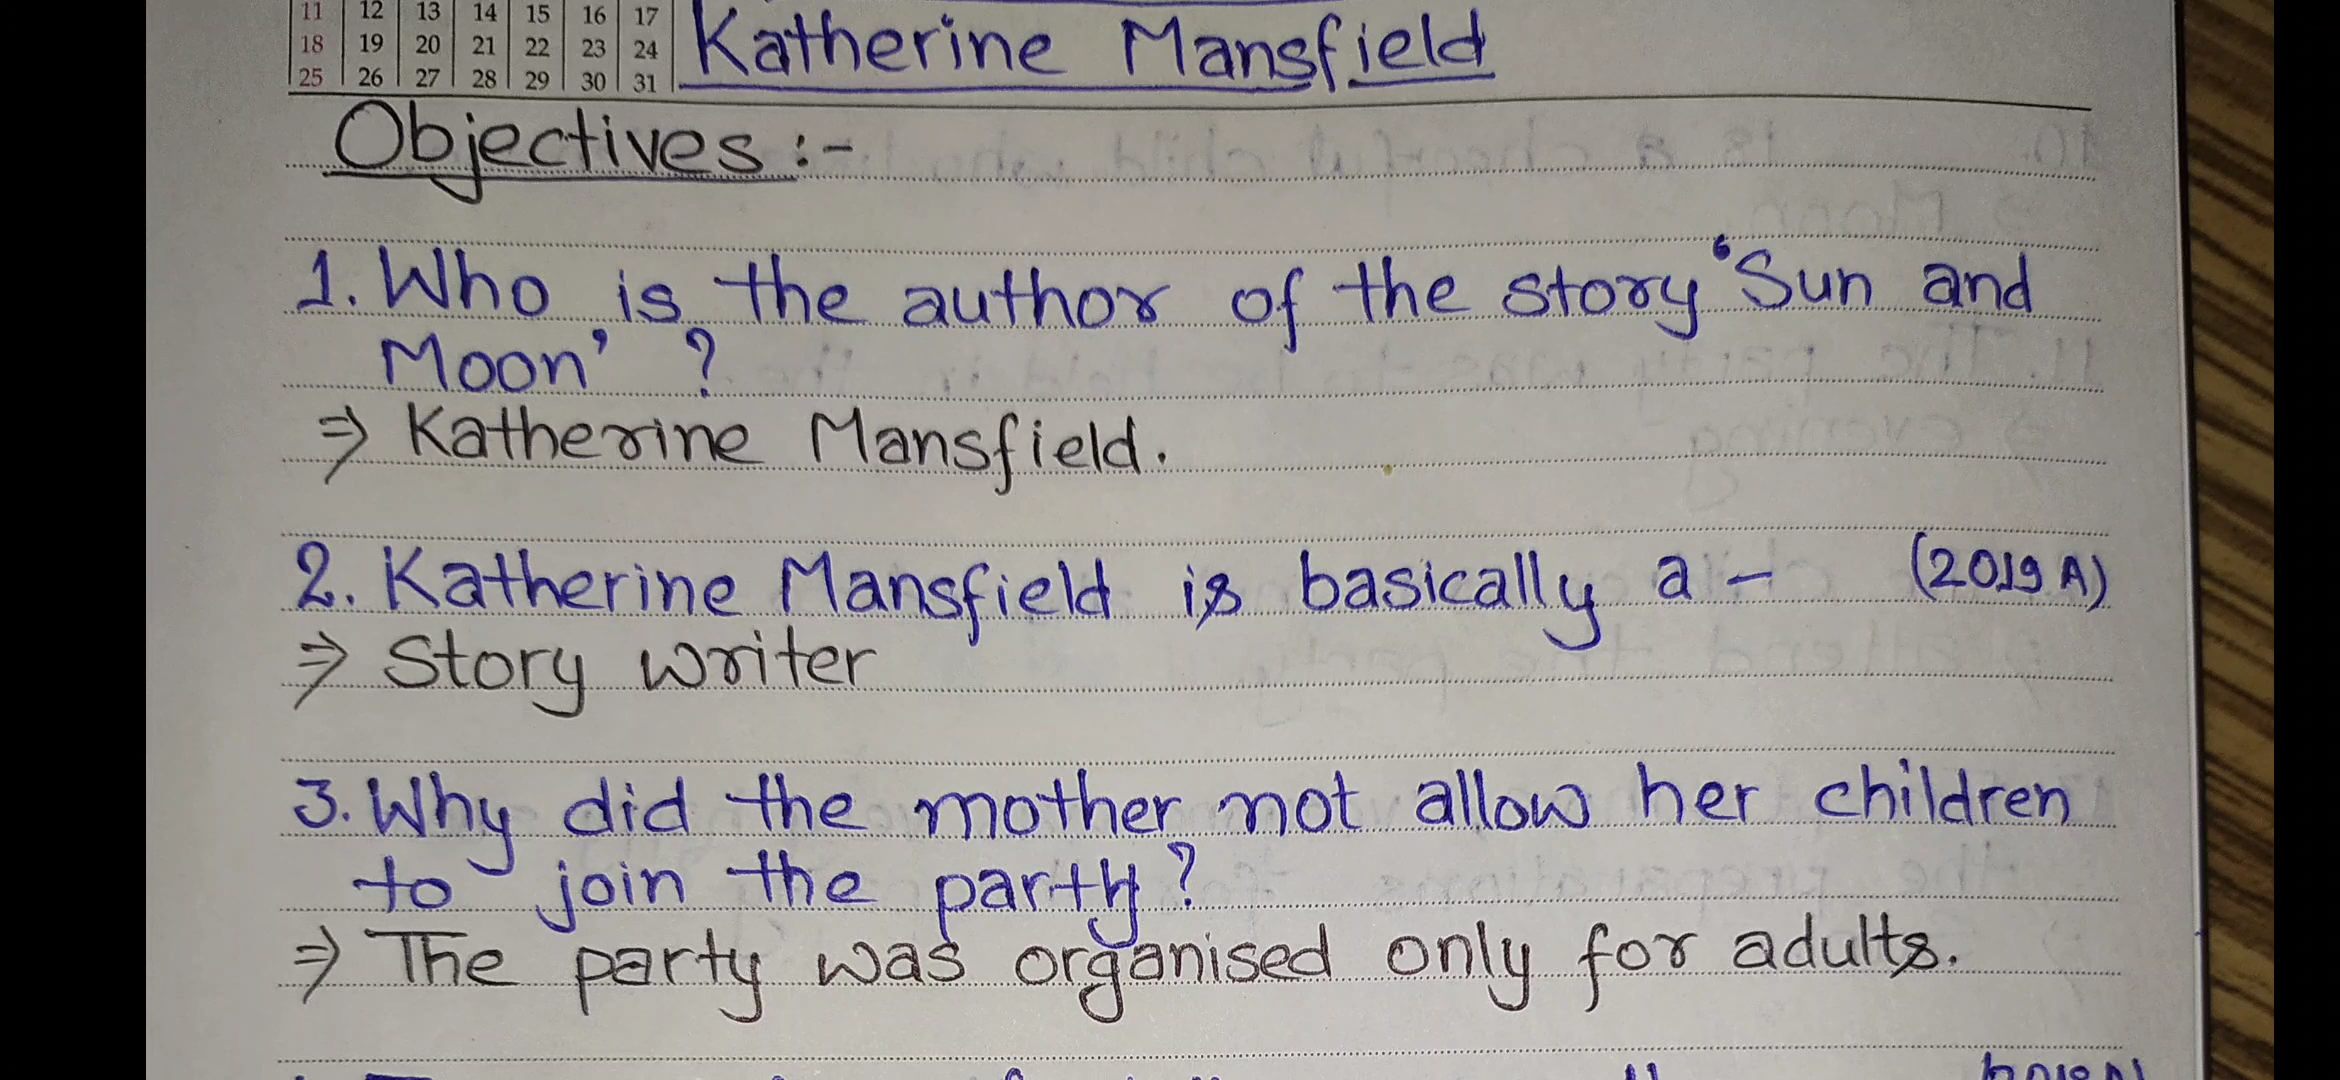 11 12 13 14 15 16 17
18 19 20 21 22 23 24
25 26 27 28 29 30 31
Katherine Mansfield
Objectives :-
1. Who is the author of the story 'Sun and
Moon' ?
⇒ Katherine Mansfield.
2. Katherine Mansfield is basically a - (2019 A)
⇒ Story writer
3. Why did the mother not allow her children
to join the party ?
⇒ The party was organised only for adults.